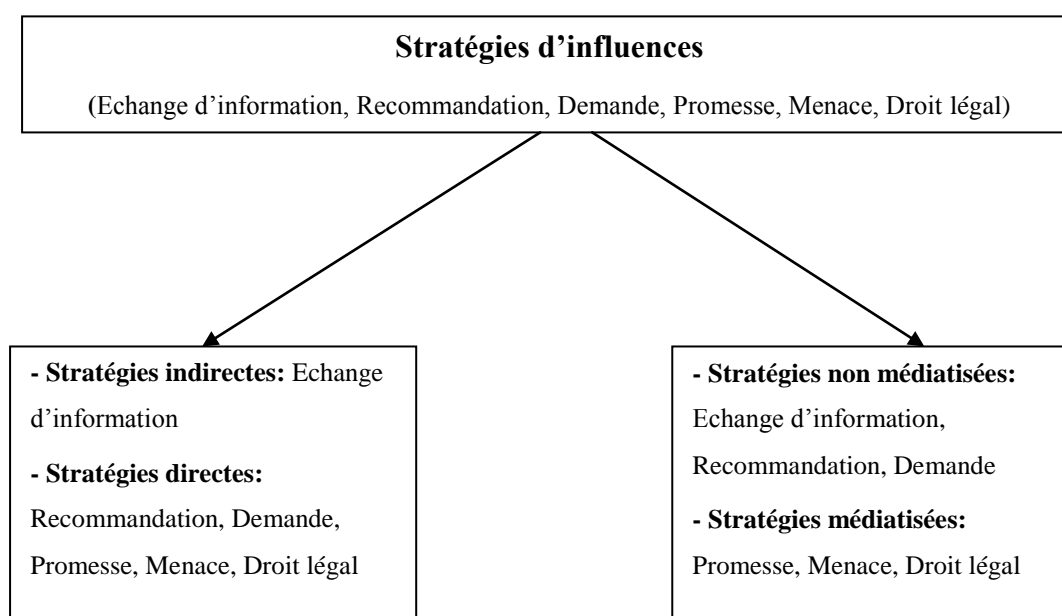 Stratégies d’influences
(Echange d’information, Recommandation, Demande, Promesse, Menace, Droit légal)
- Stratégies indirectes: Echange
d’information
- Stratégies directes:
Recommandation, Demande,
Promesse, Menace, Droit légal
- Stratégies non médiatisées:
Echange d’information,
Recommandation, Demande
- Stratégies médiatisées:
Promesse, Menace, Droit légal